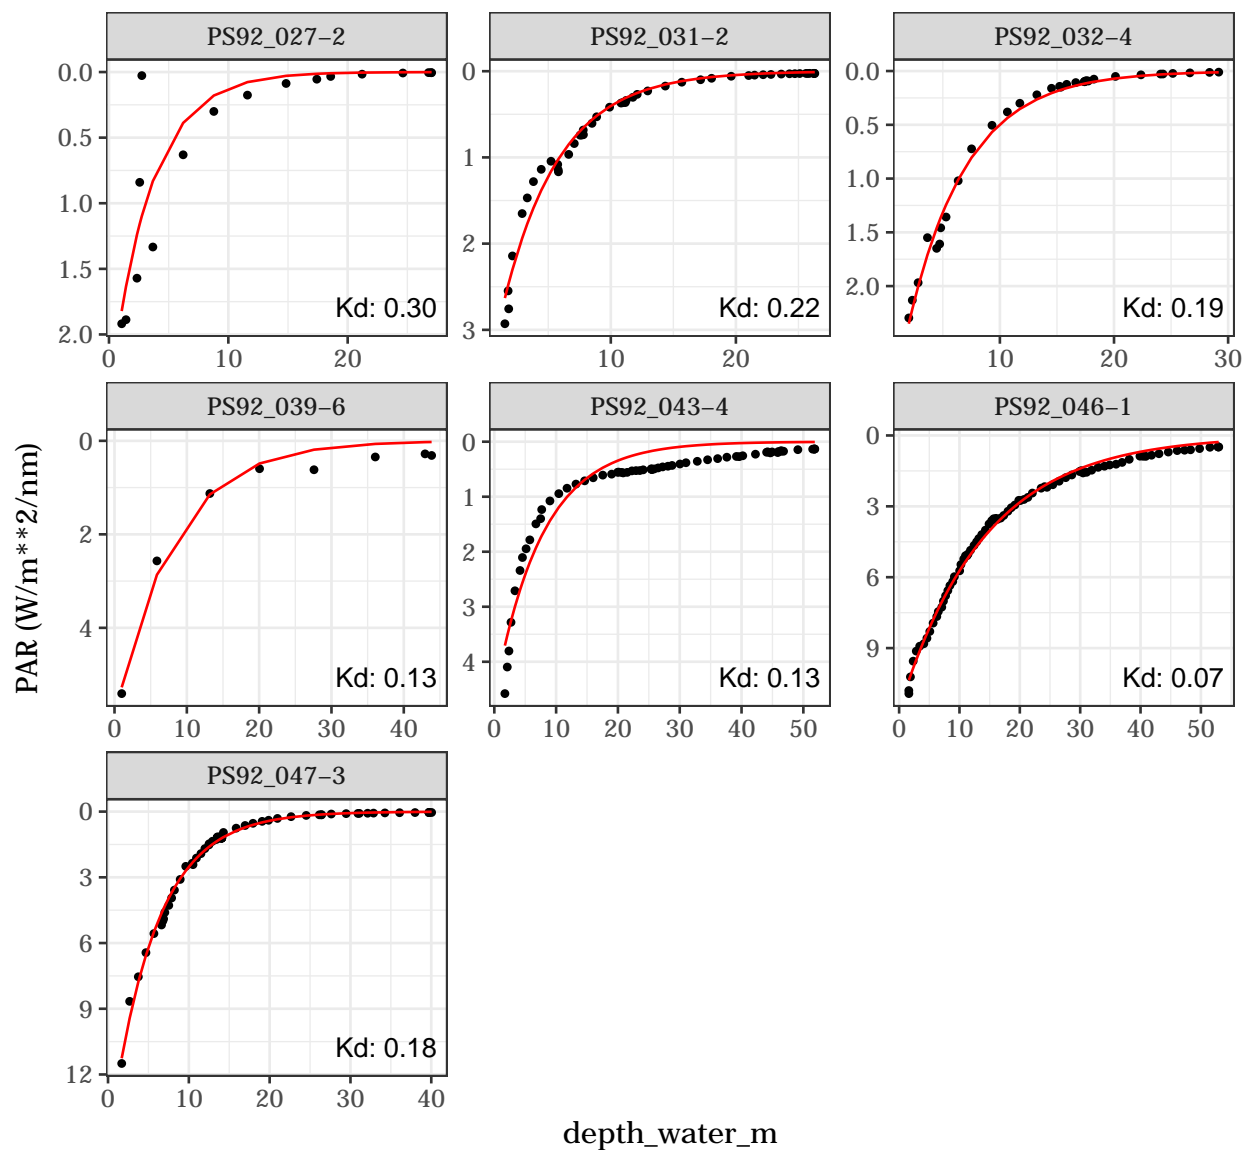 PS92_027−2 PS92_031−2 PS92_032−4
0.0
0.5
1.0
1.5
2.0
Kd: 0.30
0 10 20
0
1
2
3
Kd: 0.22
10 20
0.0
0.5
1.0
1.5
2.0
Kd: 0.19
10 20 30
PS92_039−6 PS92_043−4 PS92_046−1
0
2
4
Kd: 0.13
0 10 20 30 40
0
1
2
3
4
Kd: 0.13
0 10 20 30 40 50
0
3
6
9
Kd: 0.07
0 10 20 30 40 50
PS92_047−3
0
3
6
9
12
Kd: 0.18
0 10 20 30 40
PAR (W/m**2/nm)
depth_water_m